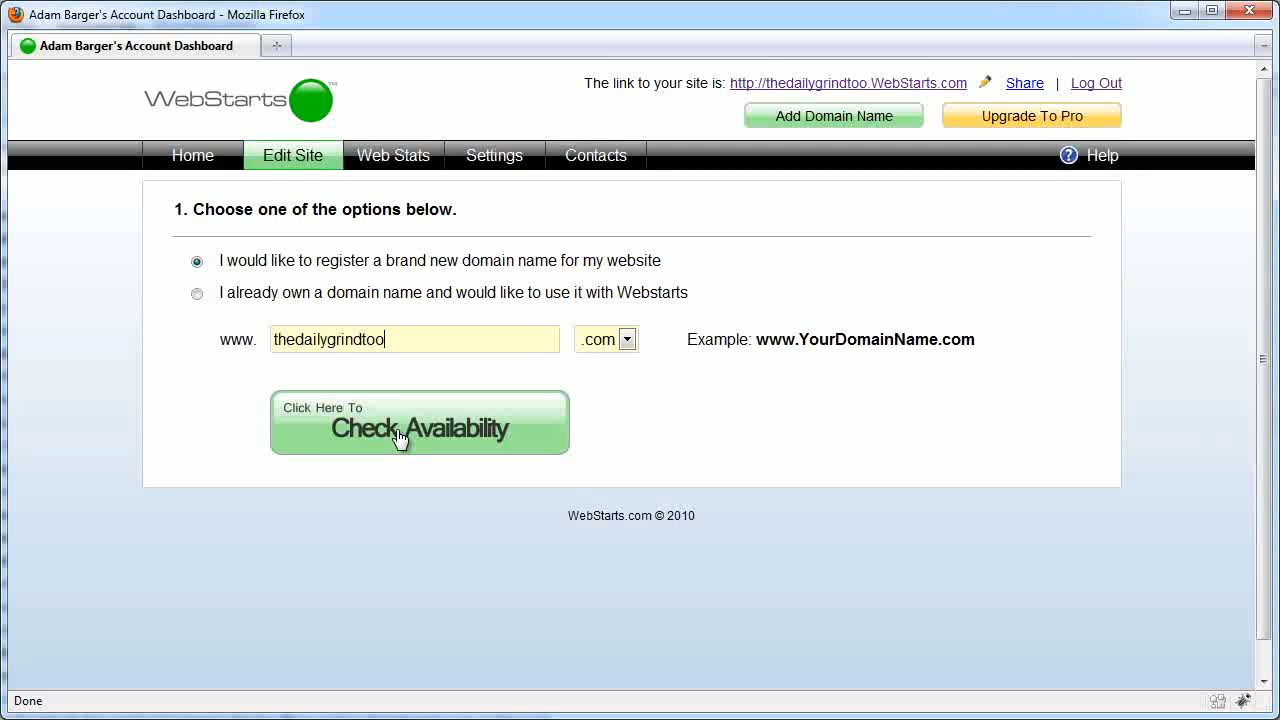 Adam Barger's Account Dashboard - Mozilla Firefox
Adam Barger's Account Dashboard
WebStarts™
The link to your site is: http://thedailygrindtoo.WebStarts.com Share | Log Out
Add Domain Name Upgrade To Pro
Home Edit Site Web Stats Settings Contacts ? Help
1. Choose one of the options below.
I would like to register a brand new domain name for my website
I already own a domain name and would like to use it with Webstarts
www. thedailygrindtoo .com Example: www.YourDomainName.com
Click Here To
Check Availability
WebStarts.com © 2010
Done